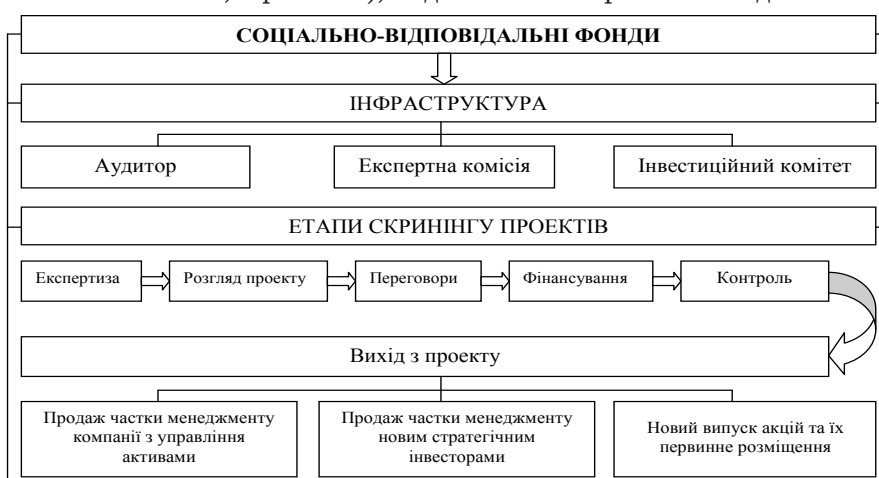 СОЦІАЛЬНО-ВІДПОВІДАЛЬНІ ФОНДИ
ІНФРАСТРУКТУРА
Аудитор
Експертна комісія
Інвестиційний комітет
ЕТАПИ СКРИНІНГУ ПРОЕКТІВ
Експертиза
Розгляд проекту
Переговори
Фінансування
Контроль
Вихід з проекту
Продаж частки менеджменту
компанії з управління
активами
Продаж частки менеджменту
новим стратегічним
інвесторами
Новий випуск акцій та їх
первинне розміщення